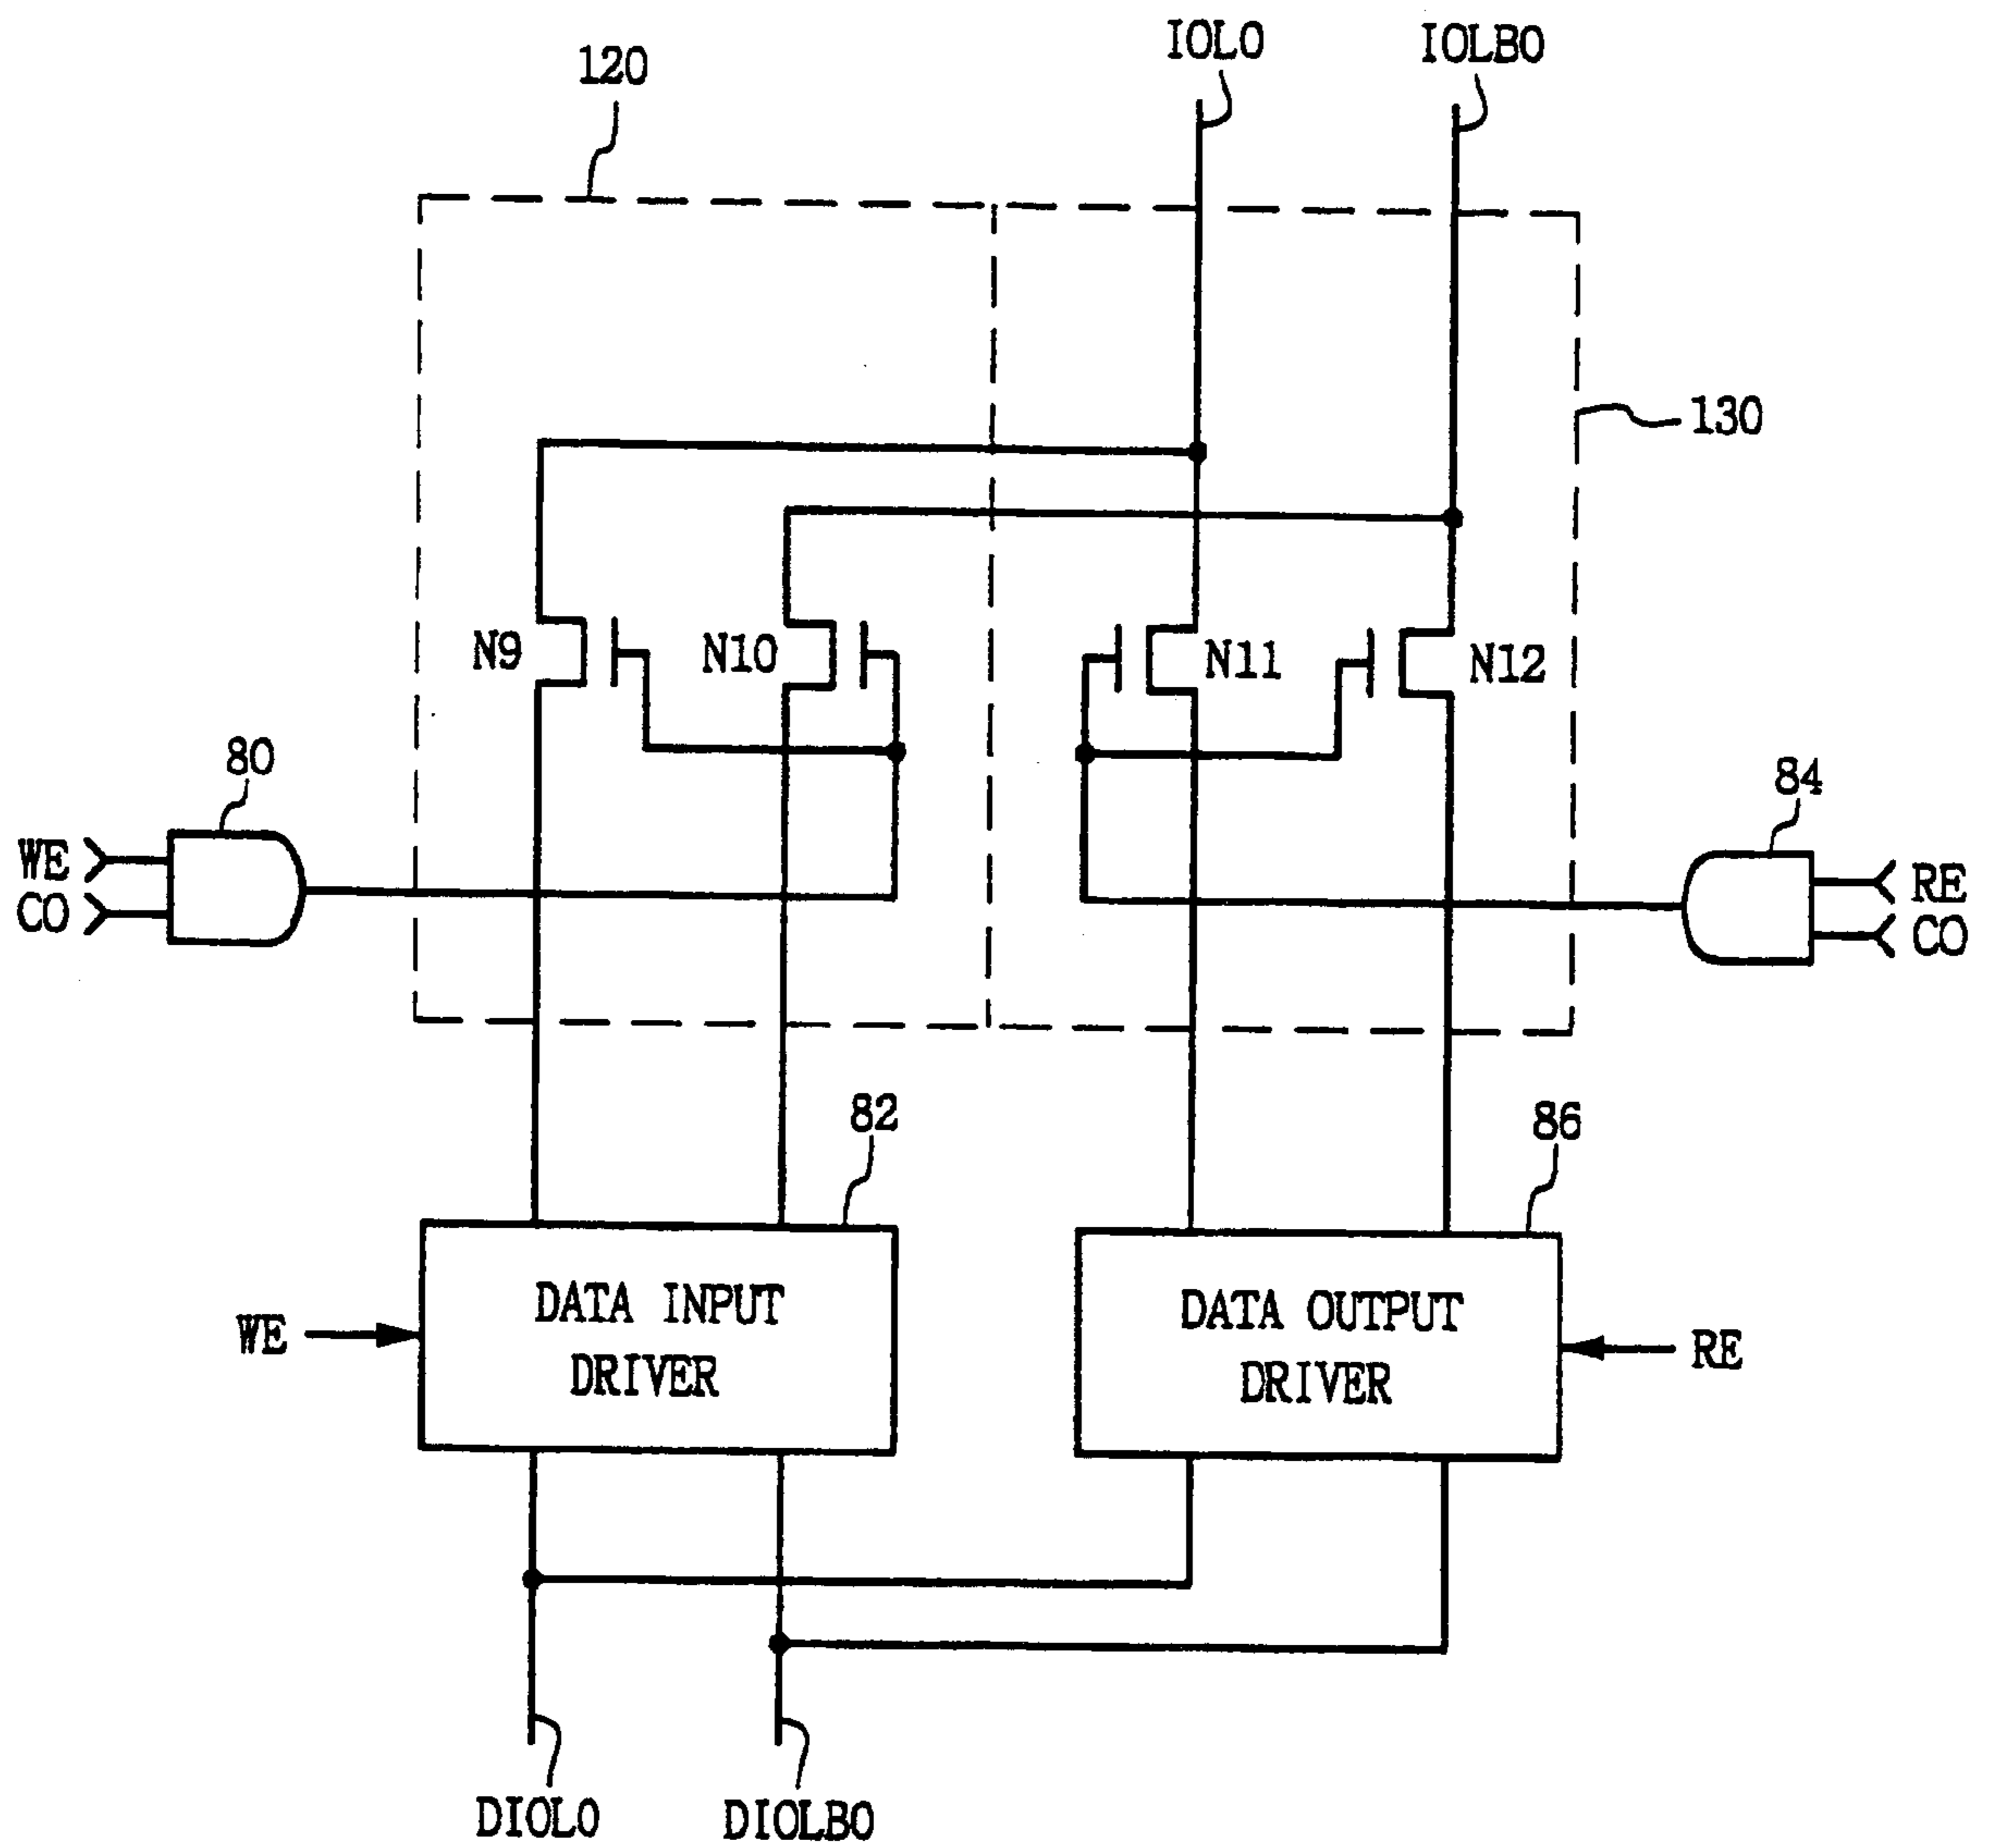 IOL0
IOLB0
120
130
N9
N10
N11
N12
80
84
WE
CO
RE
CO
82
86
DATA INPUT
DRIVER
DATA OUTPUT
DRIVER
WE
RE
DIOL0
DIOLB0